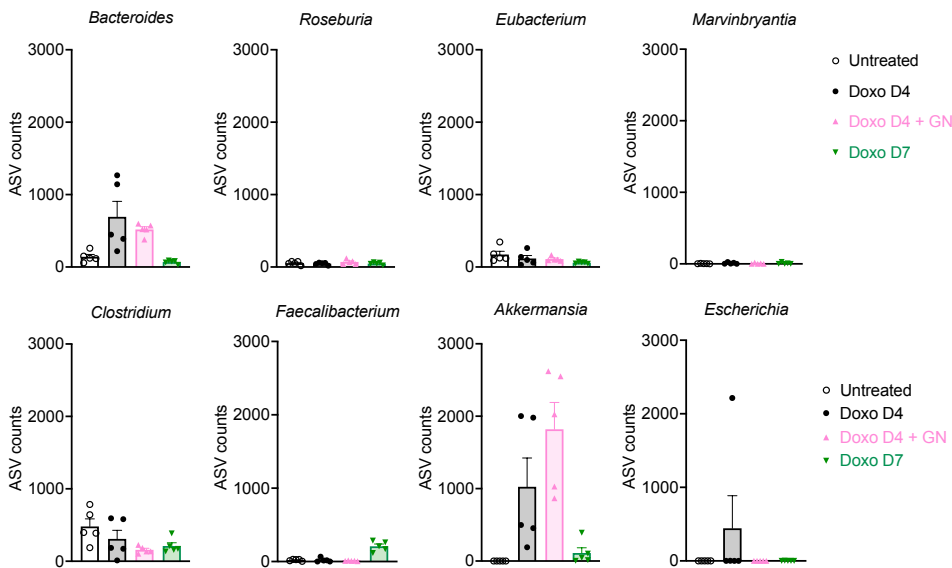 Bacteroides
Roseburia
Eubacterium
Marvinbryantia
3000
2000
1000
0
ASV counts
3000
2000
1000
0
ASV counts
3000
2000
1000
0
ASV counts
3000
2000
1000
0
ASV counts
Untreated
Doxo D4
Doxo D4 + GN
Doxo D7
Clostridium
Faecalibacterium
Akkermansia
Escherichia
3000
2000
1000
0
ASV counts
3000
2000
1000
0
ASV counts
3000
2000
1000
0
ASV counts
3000
2000
1000
0
ASV counts
Untreated
Doxo D4
Doxo D4 + GN
Doxo D7